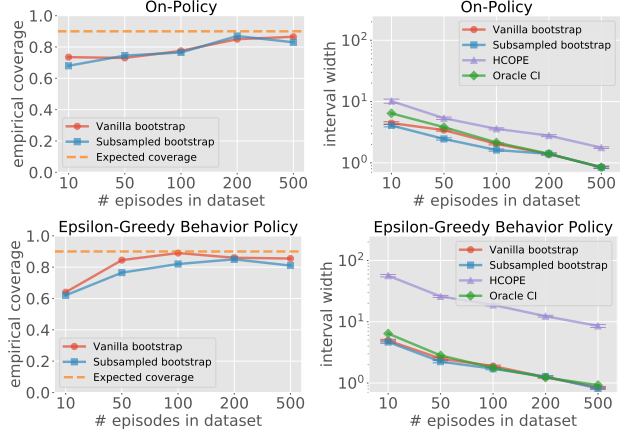 On-Policy
empirical coverage
1.0
0.8
0.6
0.4
0.2
0.0
Vanilla bootstrap
Subsampled bootstrap
Expected coverage
10 50 100 200 500
# episodes in dataset
On-Policy
interval width
10²
10¹
10⁰
Vanilla bootstrap
Subsampled bootstrap
HCOPE
Oracle CI
10 50 100 200 500
# episodes in dataset
Epsilon-Greedy Behavior Policy
empirical coverage
1.0
0.8
0.6
0.4
0.2
0.0
Vanilla bootstrap
Subsampled bootstrap
Expected coverage
10 50 100 200 500
# episodes in dataset
Epsilon-Greedy Behavior Policy
interval width
10²
10¹
10⁰
Vanilla bootstrap
Subsampled bootstrap
HCOPE
Oracle CI
10 50 100 200 500
# episodes in dataset